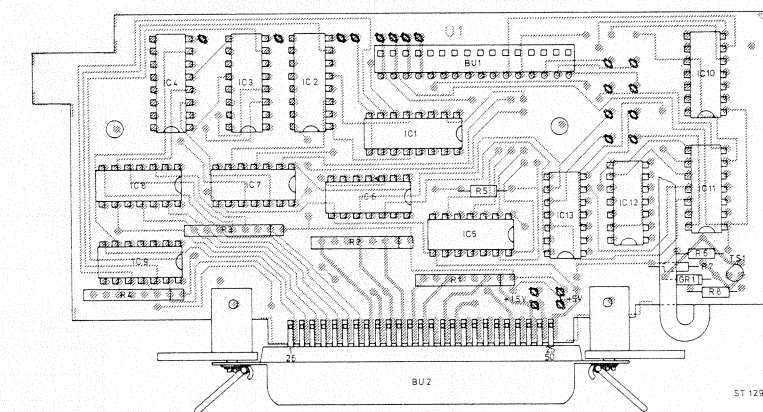 U1
IC4
IC3
IC2
BU1
IC10
IC1
IC8
IC7
IC6
R5
IC13
IC12
IC11
IC5
R3
R2
IC9
R1
R4
+15V
+5V
R6
R7
TS1
GR1
R8
26
50
BU2
ST 129